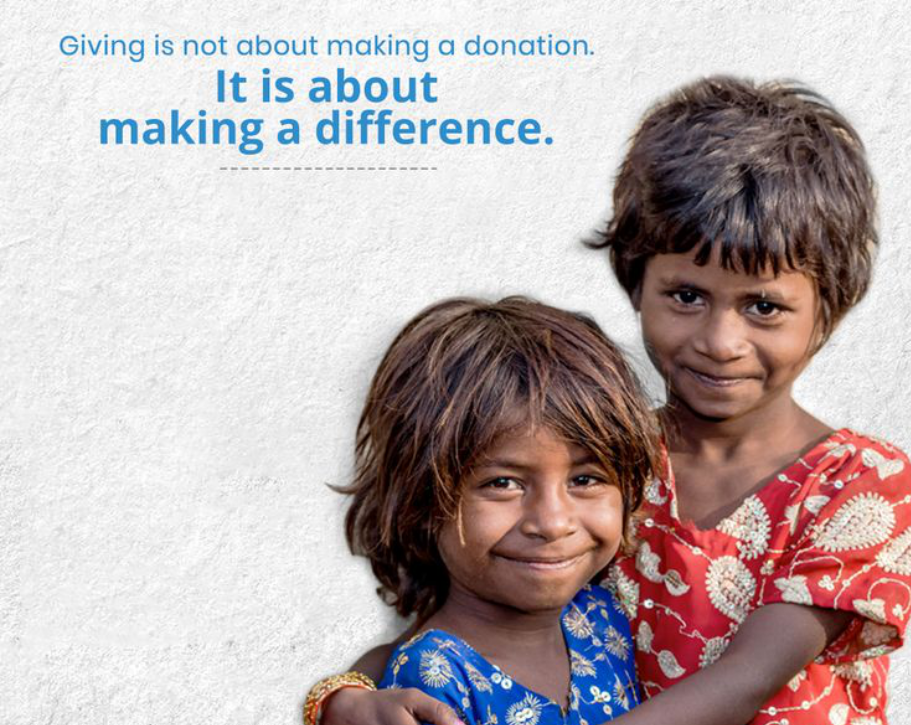 Giving is not about making a donation.
It is about
making a difference.